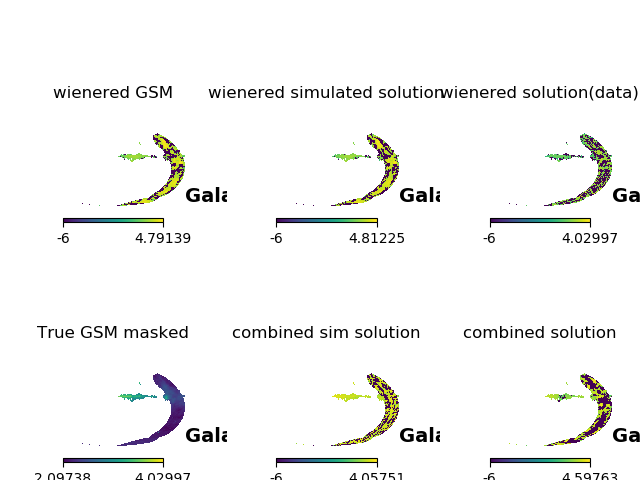 wienered GSM
wienered simulated solution
wienered solution(data)
Gala
Gala
Ga
-6 4.79139
-6 4.81225
-6 4.02997
True GSM masked
combined sim solution
combined solution
Gala
Gala
Ga
2.09738 4.02997
-6 4.05751
-6 4.59763